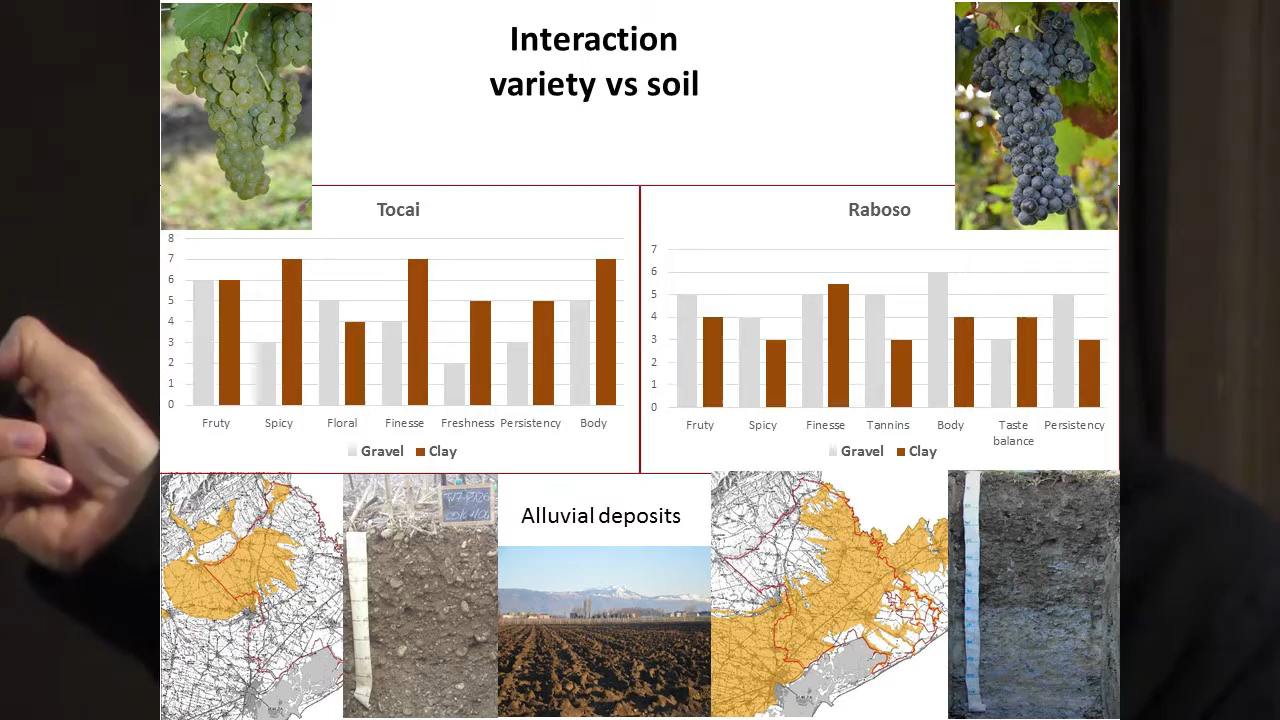 Interaction
variety vs soil
Tocai
8
7
6
5
4
3
2
1
0
Fruty Spicy Floral Finesse Freshness Persistency Body
Gravel Clay
Raboso
7
6
5
4
3
2
1
0
Fruty Spicy Finesse Tannins Body Taste balance Persistency
Gravel Clay
Alluvial deposits